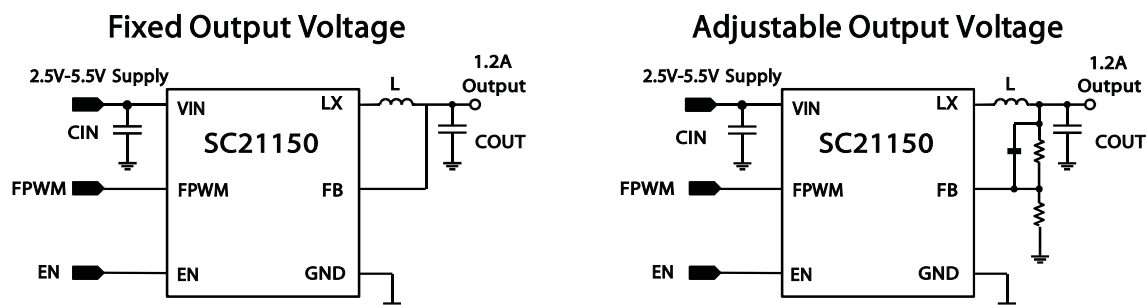 Fixed Output Voltage
2.5V-5.5V Supply
CIN
FPWM
EN
VIN
LX
SC21150
FPWM
FB
EN
GND
L
1.2A
Output
COUT
Adjustable Output Voltage
2.5V-5.5V Supply
CIN
FPWM
EN
VIN
LX
SC21150
FPWM
FB
EN
GND
L
1.2A
Output
COUT